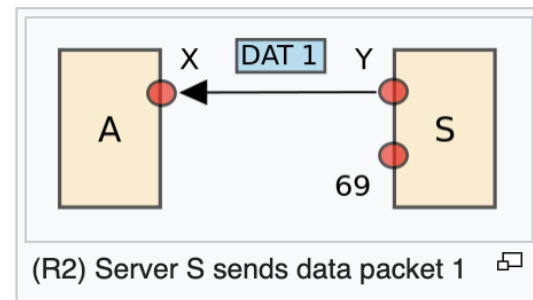 X DAT 1 Y
A S
69
(R2) Server S sends data packet 1